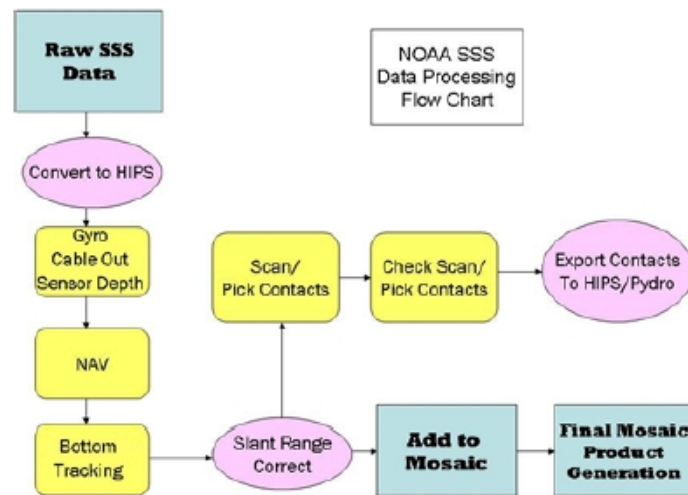 Raw SSS
Data
NOAA SSS
Data Processing
Flow Chart
Convert to HIPS
Gyro
Cable Out
Sensor Depth
Scan/
Pick Contacts
Check Scan/
Pick Contacts
Export Contacts
To HIPS/Pydro
NAV
Bottom
Tracking
Slant Range
Correct
Add to
Mosaic
Final Mosaic
Product
Generation